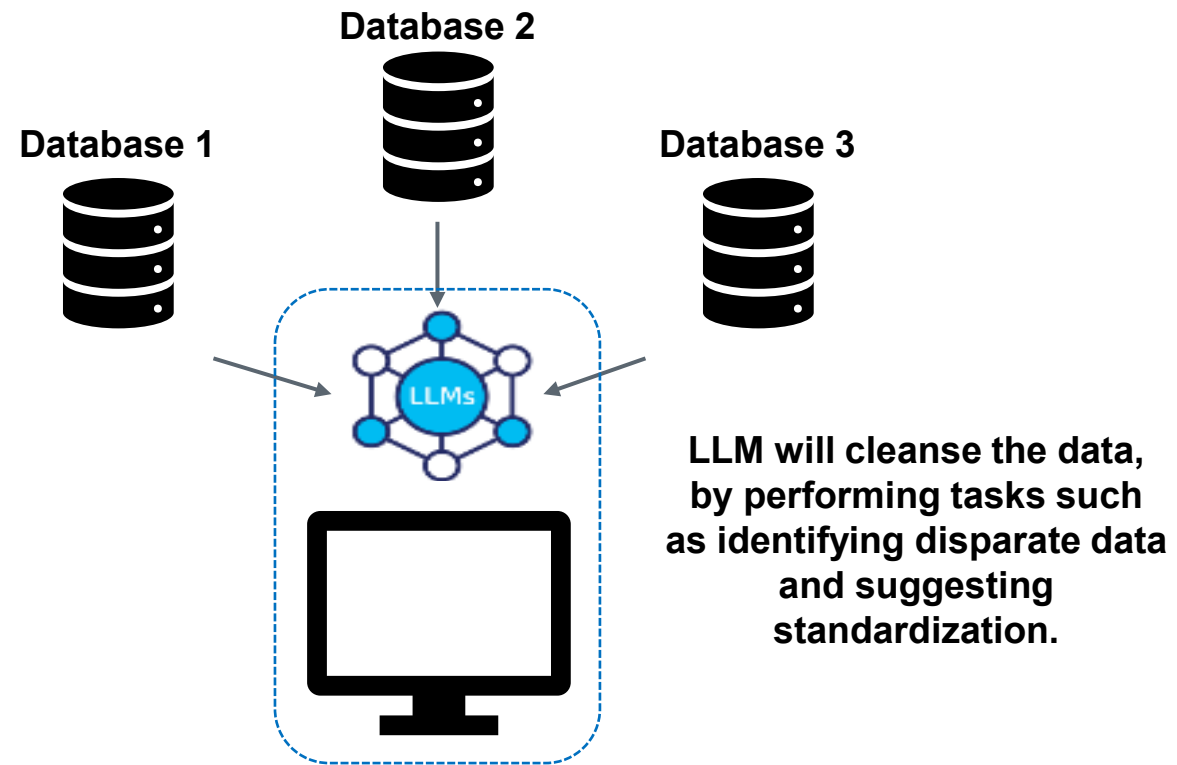 Database 2
Database 1
Database 3
LLMs
LLM will cleanse the data,
by performing tasks such
as identifying disparate data
and suggesting
standardization.